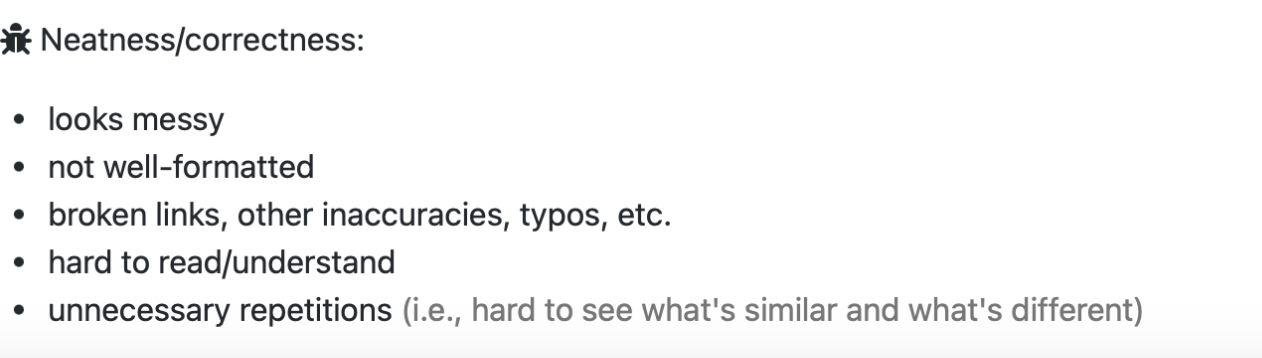 Neatness/correctness:
• looks messy
• not well-formatted
• broken links, other inaccuracies, typos, etc.
• hard to read/understand
• unnecessary repetitions (i.e., hard to see what's similar and what's different)